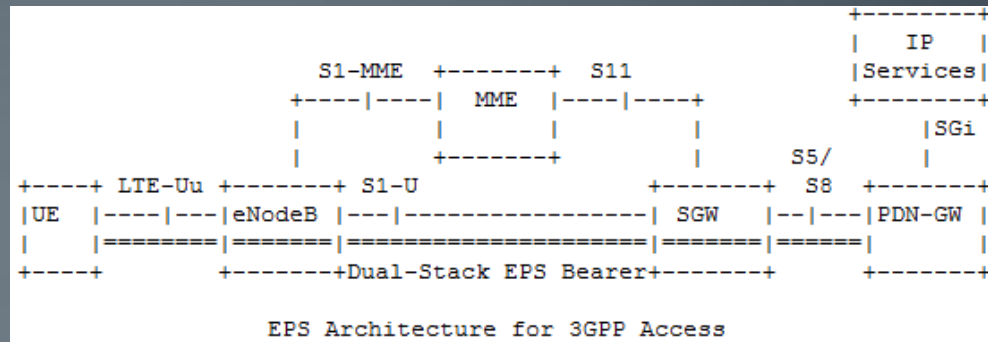 IP
Services
S1-MME MME S11
SGi
S5/
LTE-Uu S1-U S8
UE eNodeB SGW PDN-GW
Dual-Stack EPS Bearer
EPS Architecture for 3GPP Access